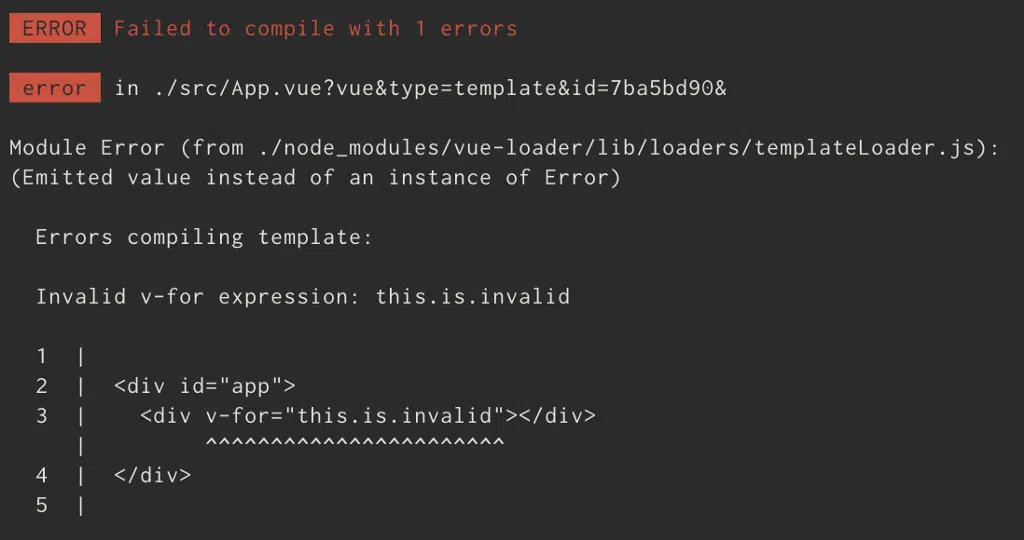 ERROR Failed to compile with 1 errors
error in ./src/App.vue?vue&type=template&id=7ba5bd90&
Module Error (from ./node_modules/vue-loader/lib/loaders/templateLoader.js):
(Emitted value instead of an instance of Error)
Errors compiling template:
Invalid v-for expression: this.is.invalid
1 |
2 | <div id="app">
3 | <div v-for="this.is.invalid"></div>
| ^^^^^^^^^^^^^^^^^^^^^^^
4 | </div>
5 |